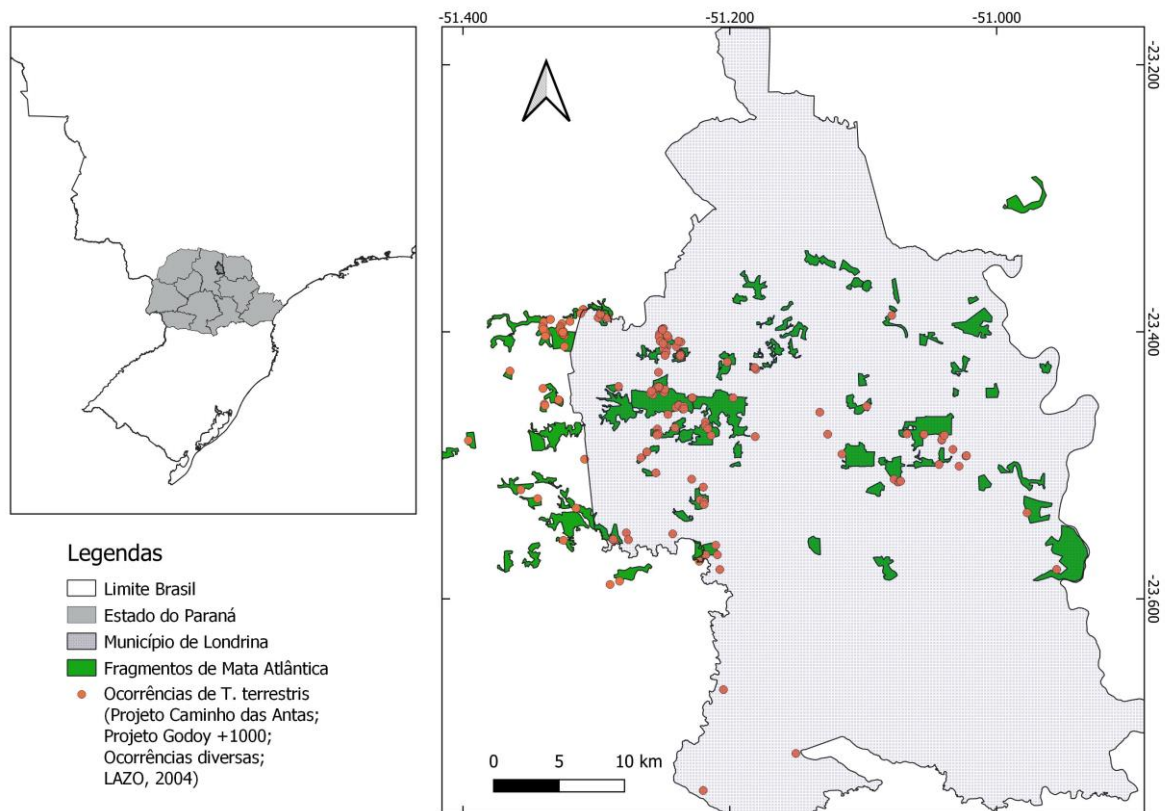 -51.400
-51.200
-51.000
-23.200
-23.400
-23.600
Legendas
Limite Brasil
Estado do Paraná
Município de Londrina
Fragmentos de Mata Atlântica
Ocorrências de T. terrestris
(Projeto Caminho das Antas;
Projeto Godoy +1000;
Ocorrências diversas;
LAZO, 2004)
0 5 10 km